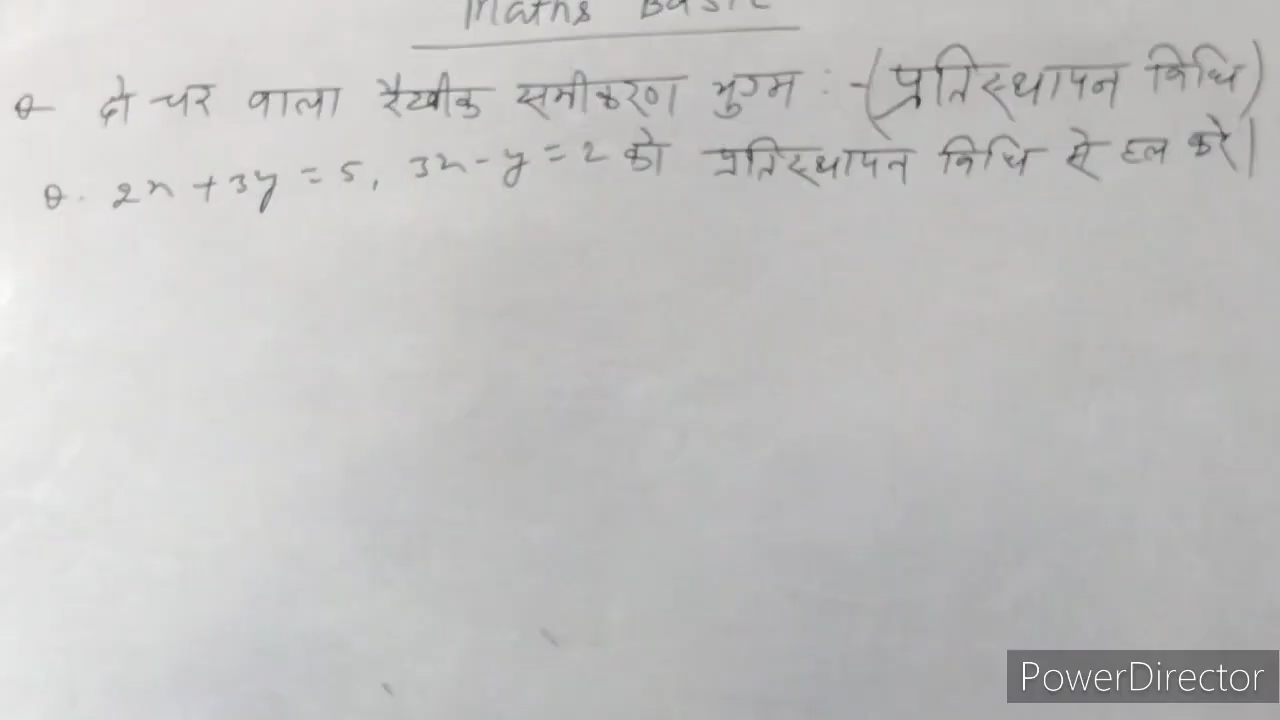 Maths Basic
Q दो चर वाला रैखीक समीकरण युग्म :-(प्रतिस्थापन विधि)
Q. 2x + 3y = 5, 3x - y = 2 को प्रतिस्थापन विधि से हल करे।
PowerDirector